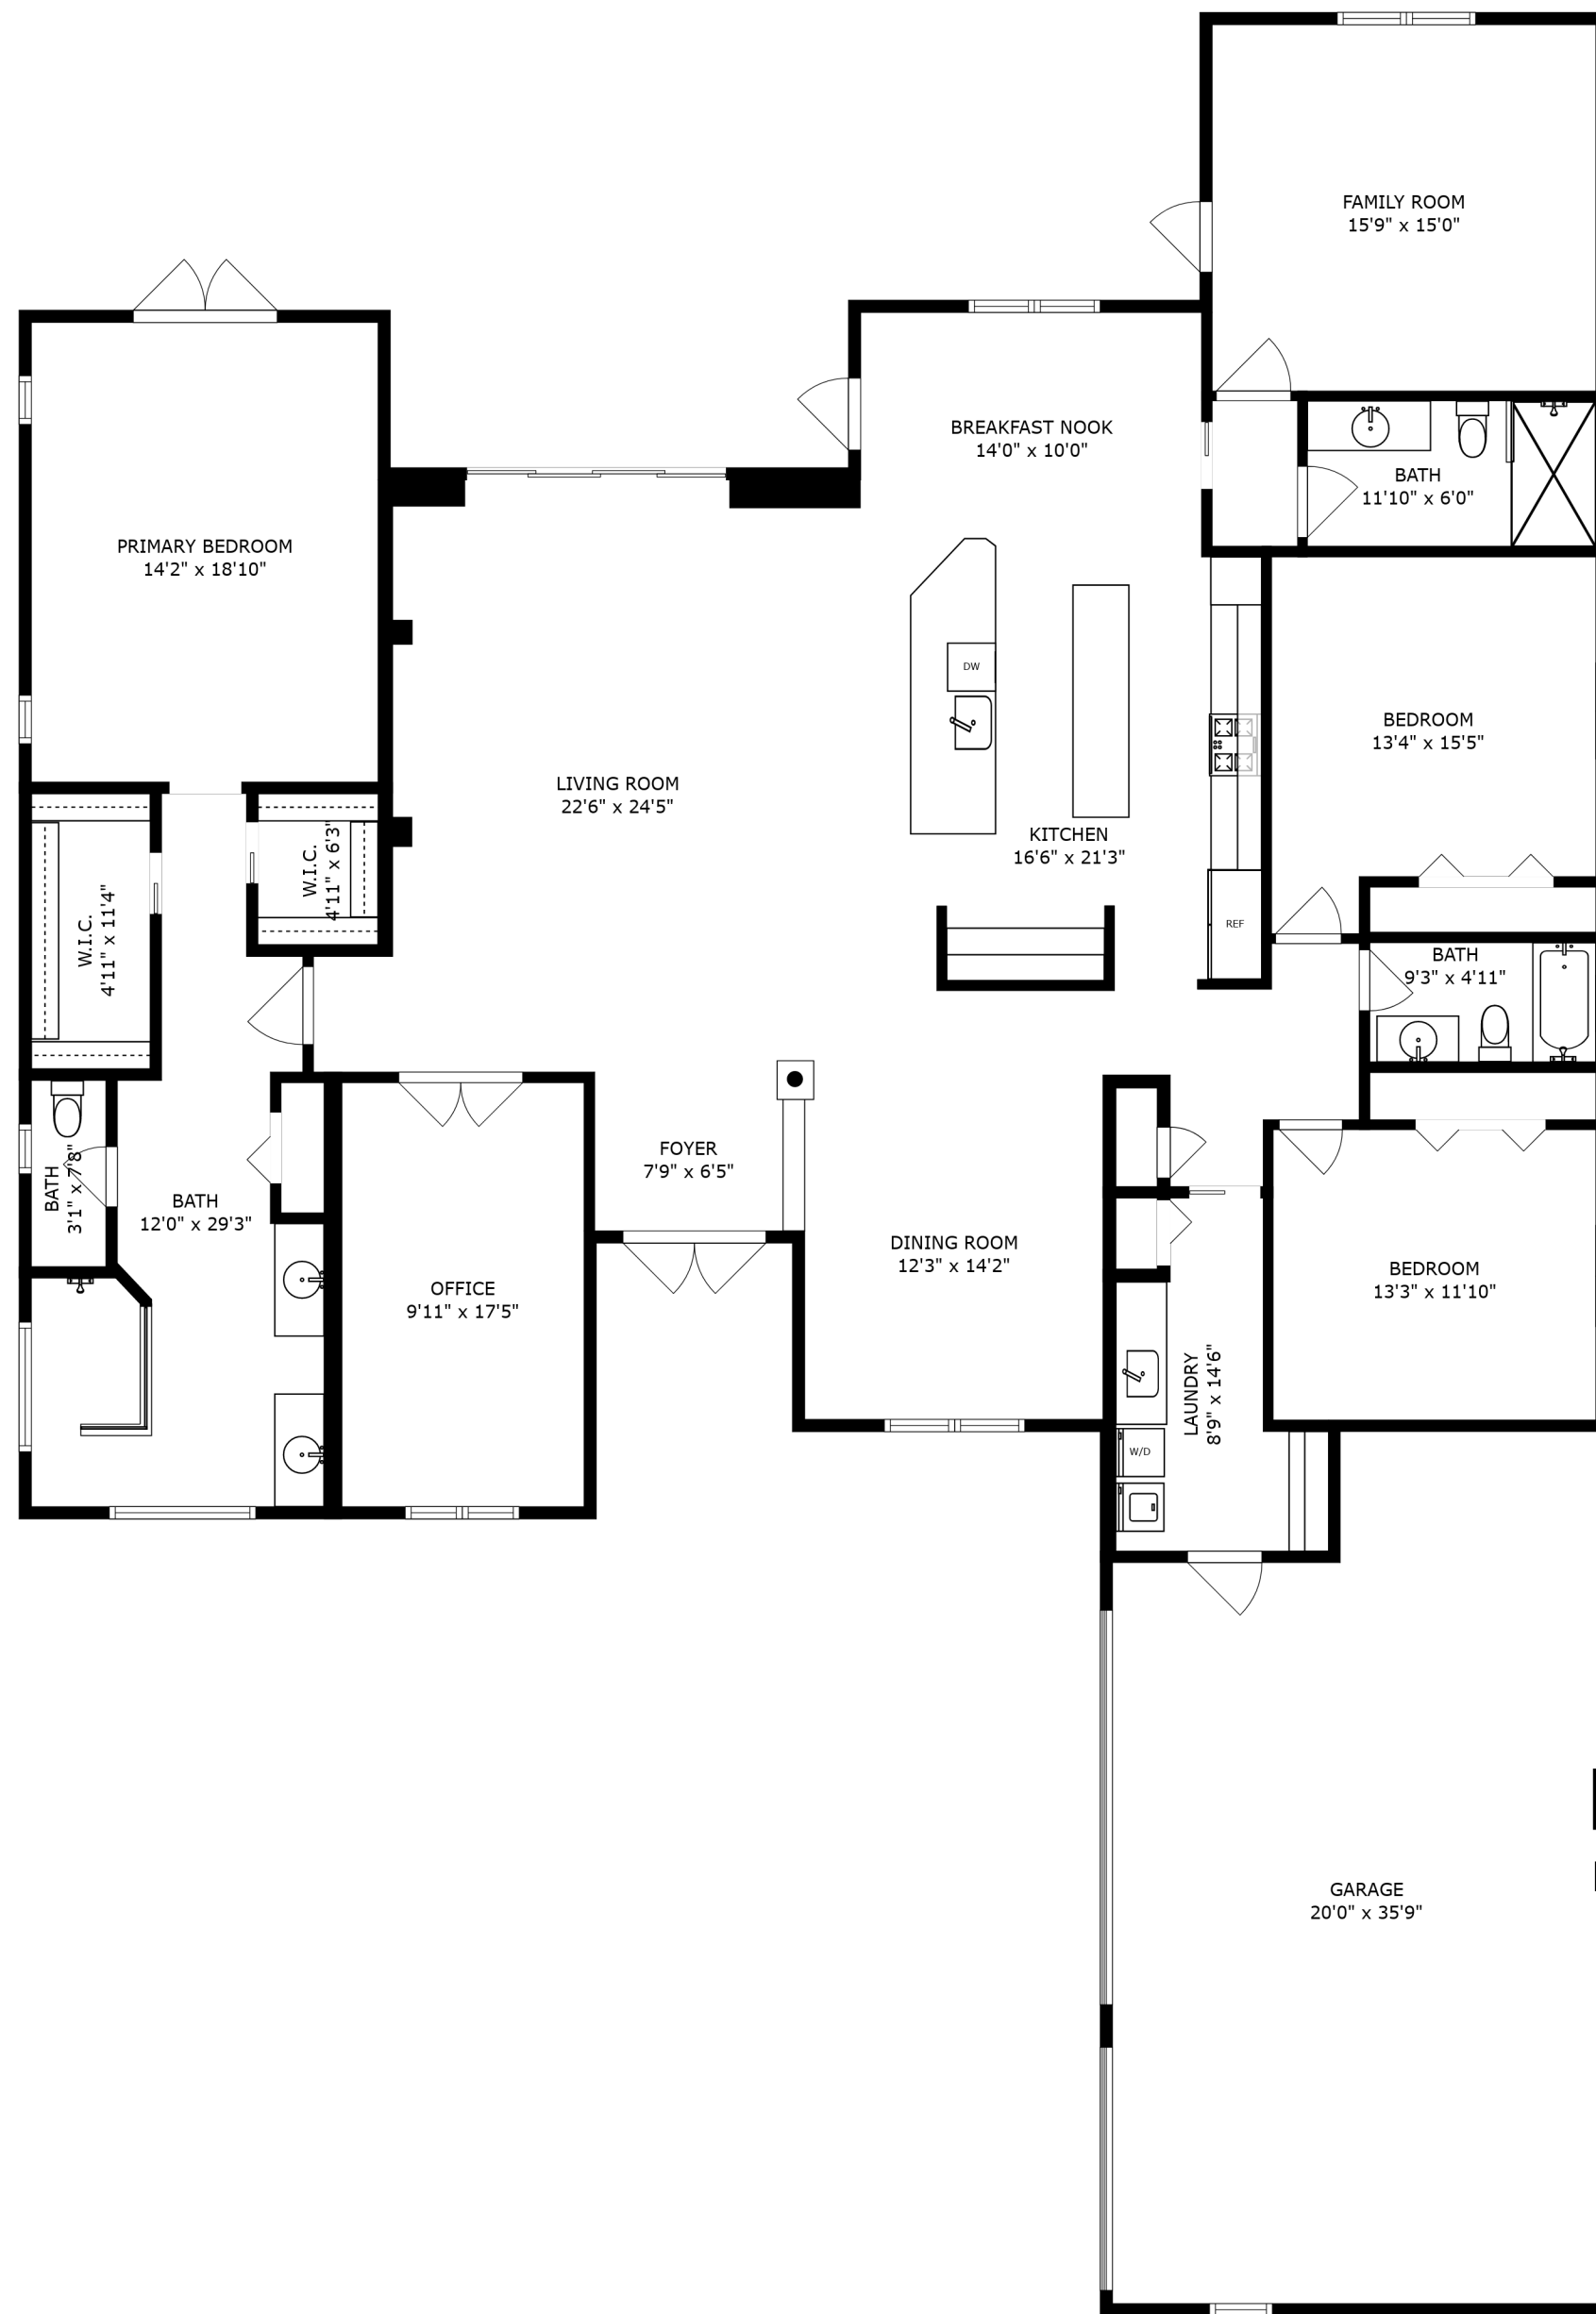 FAMILY ROOM
15'9" x 15'0"
BREAKFAST NOOK
14'0" x 10'0"
BATH
11'10" x 6'0"
PRIMARY BEDROOM
14'2" x 18'10"
DW
BEDROOM
13'4" x 15'5"
LIVING ROOM
22'6" x 24'5"
KITCHEN
16'6" x 21'3"
W.I.C.
4'11" x 6'3"
W.I.C.
4'11" x 11'4"
REF
BATH
9'3" x 4'11"
FOYER
7'9" x 6'5"
BATH
3'1" x 7'8"
BATH
12'0" x 29'3"
DINING ROOM
12'3" x 14'2"
OFFICE
9'11" x 17'5"
BEDROOM
13'3" x 11'10"
LAUNDRY
8'9" x 14'6"
W/D
GARAGE
20'0" x 35'9"